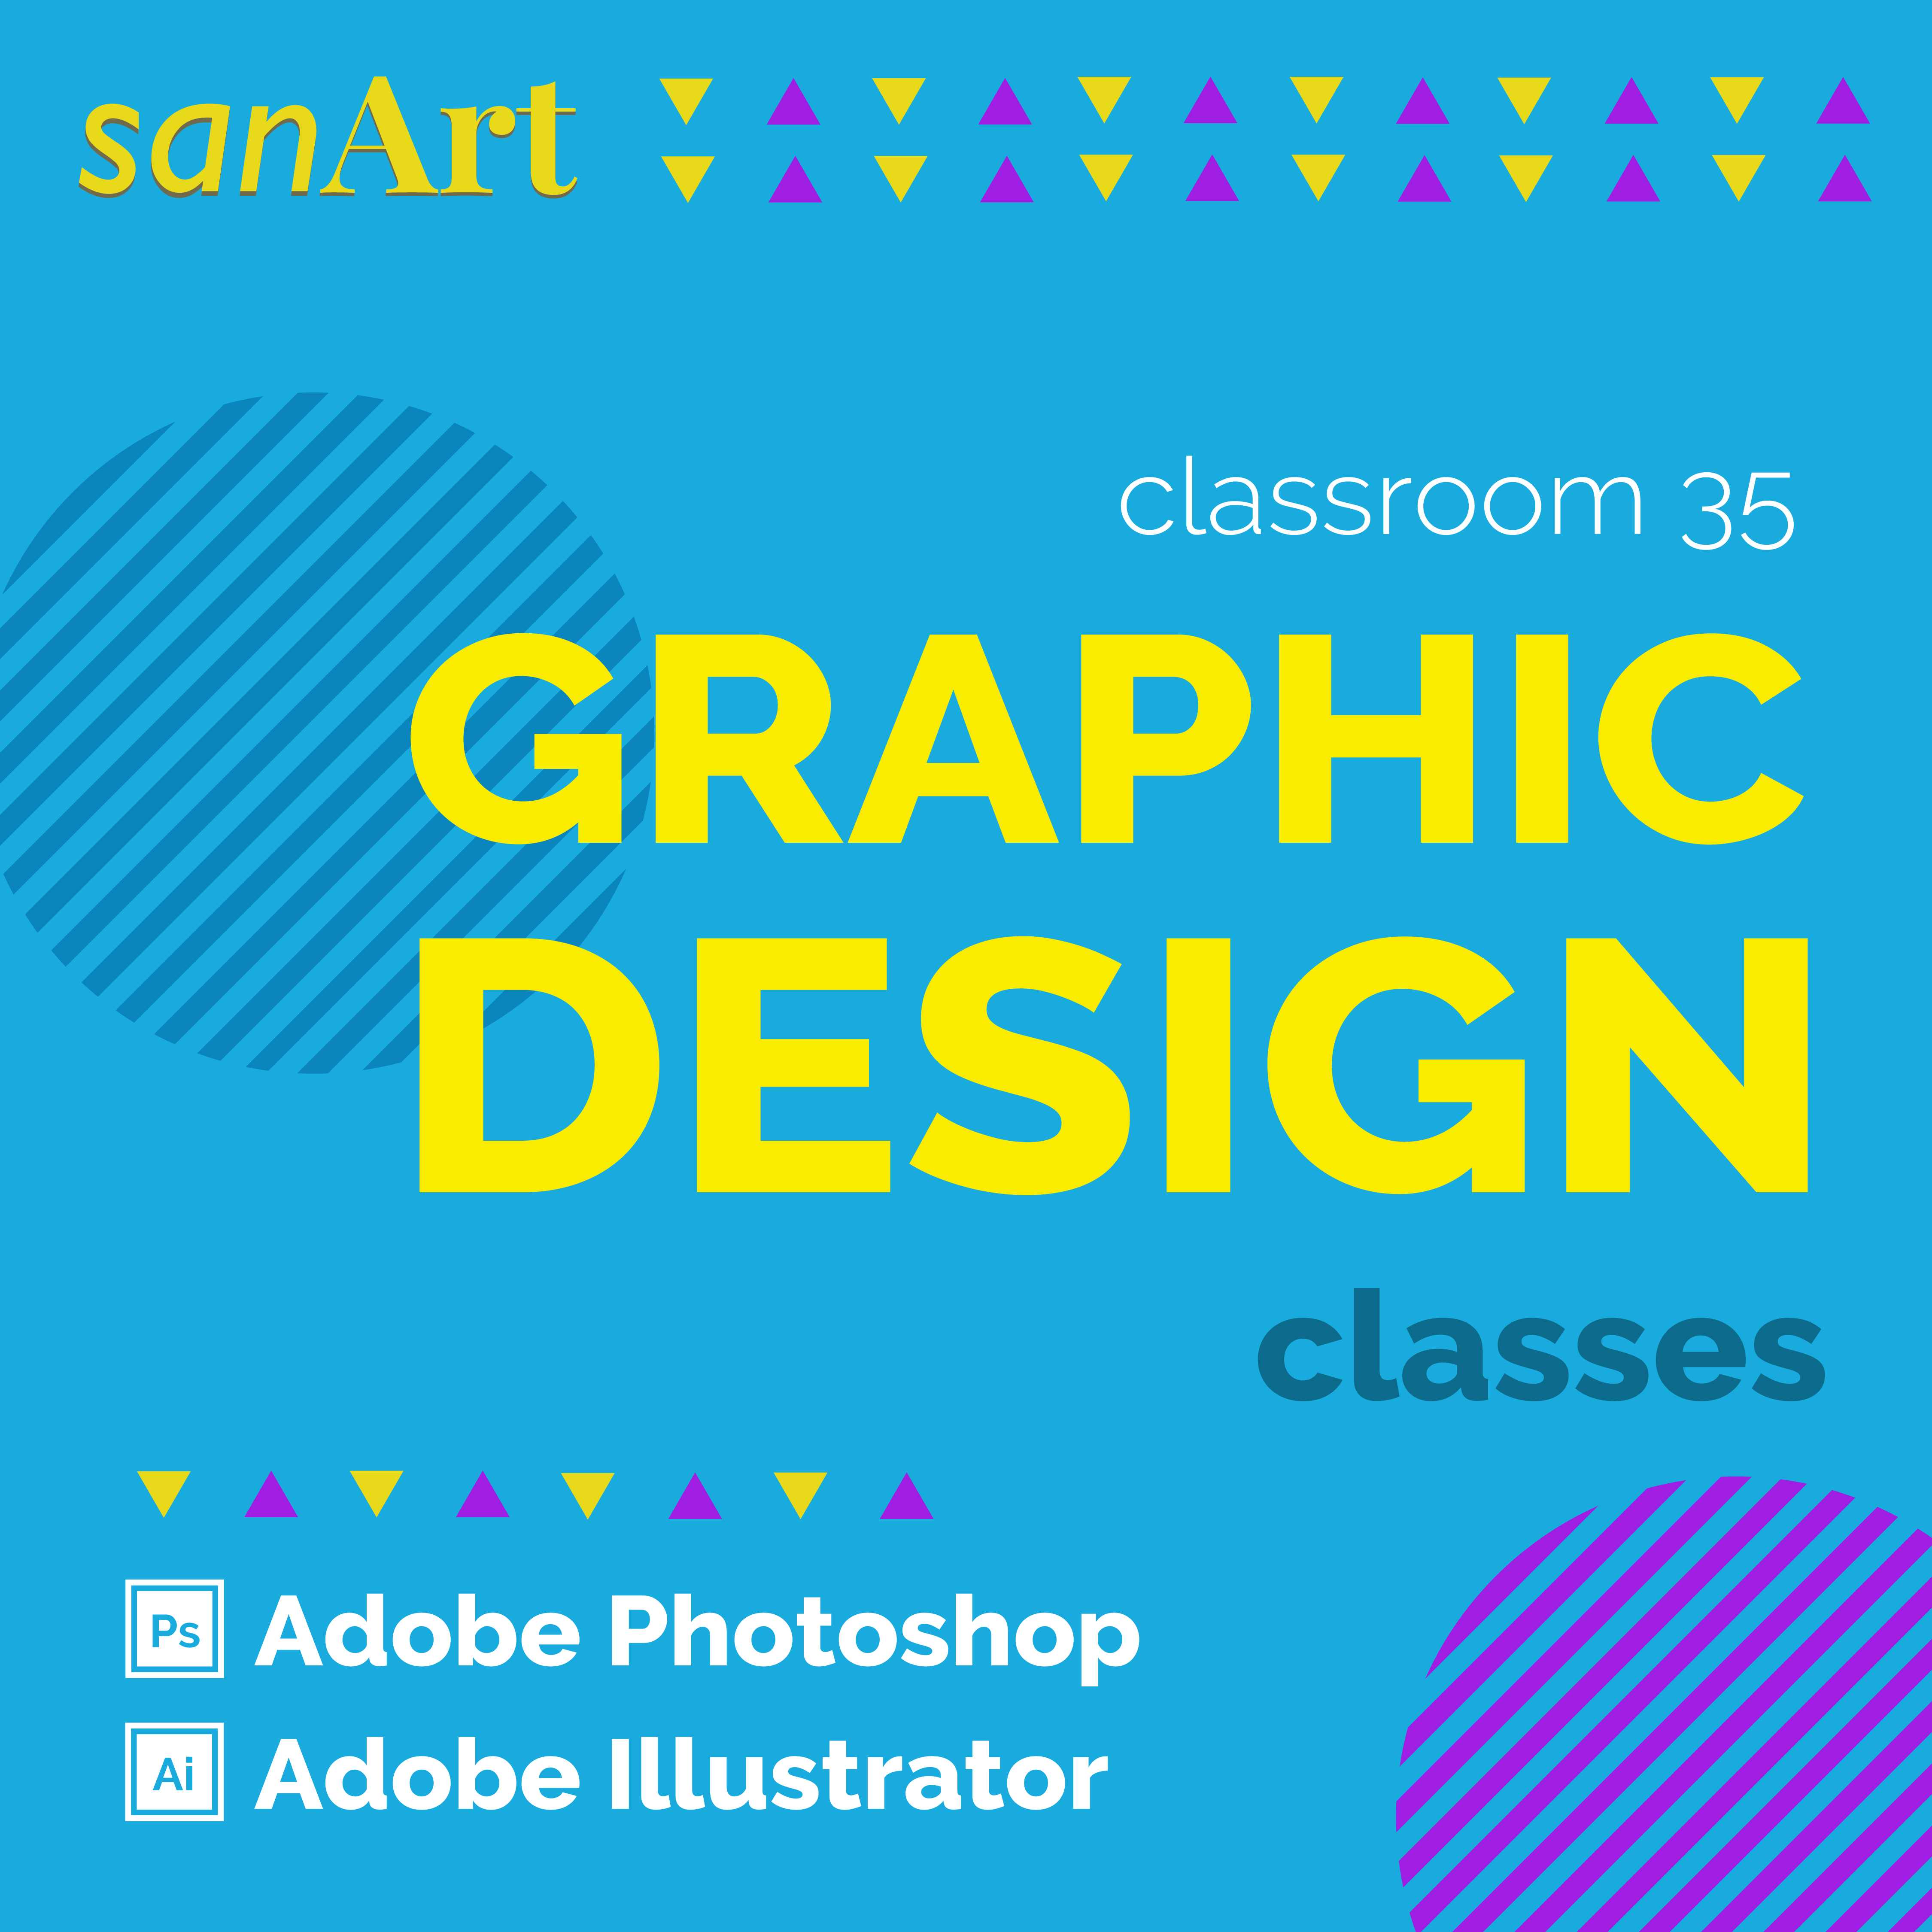 sanArt
classroom 35
GRAPHIC
DESIGN
classes
Ps Adobe Photoshop
Ai Adobe Illustrator